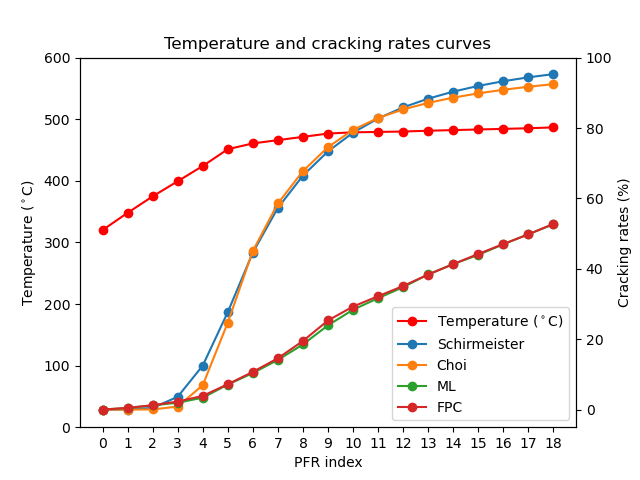 Temperature and cracking rates curves
600
500
400
300
200
100
0
Temperature (°C)
100
80
60
40
20
0
Cracking rates (%)
Temperature (°C)
Schirmeister
Choi
ML
FPC
0 1 2 3 4 5 6 7 8 9 10 11 12 13 14 15 16 17 18
PFR index